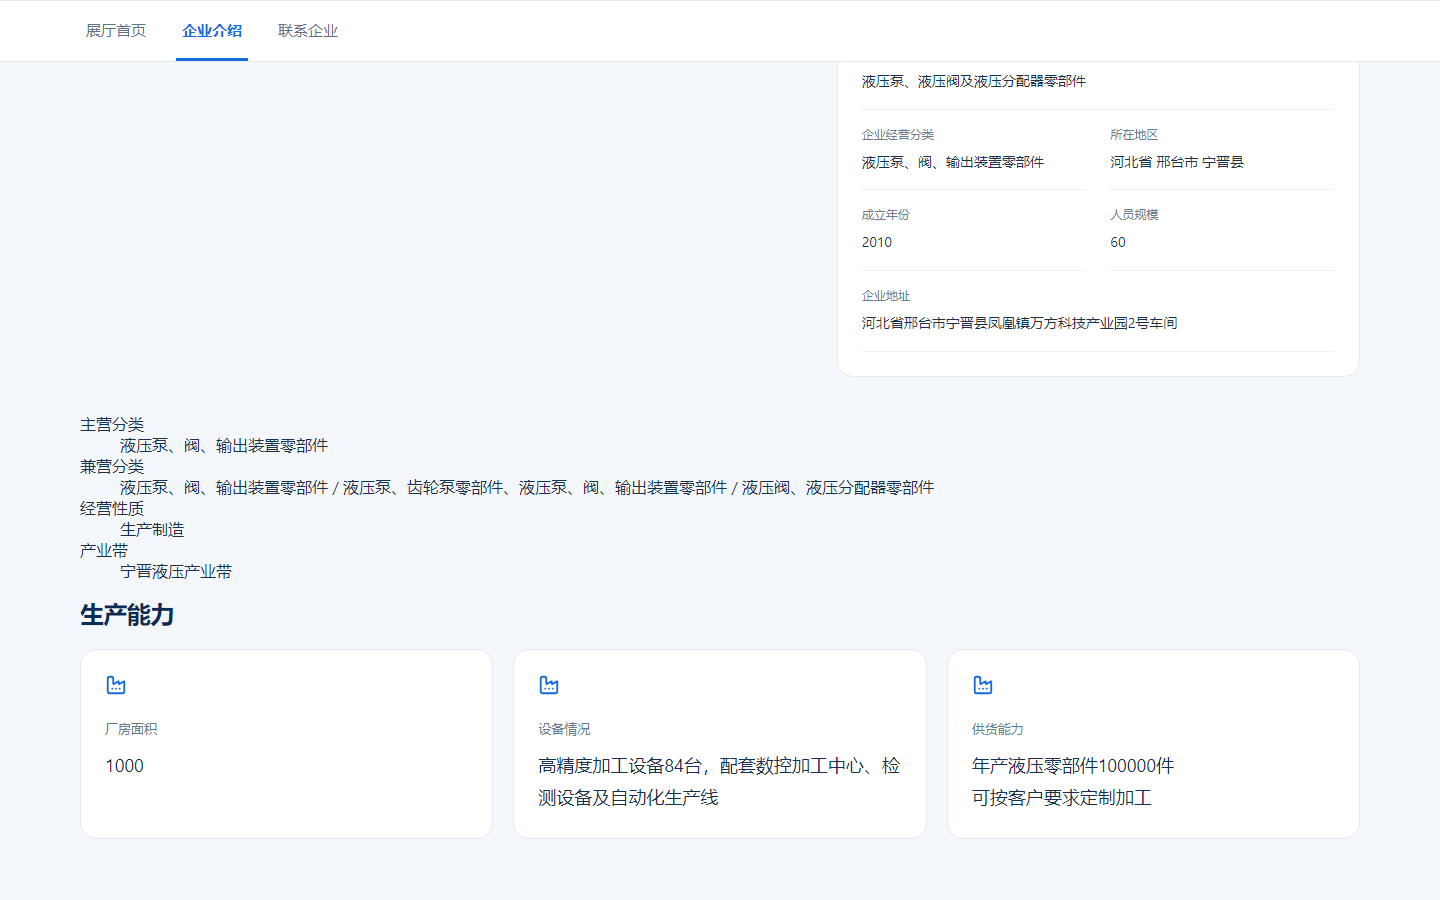 展厅首页 企业介绍 联系企业
液压泵、液压阀及液压分配器零部件
企业经营分类 所在地区
液压泵、阀、输出装置零部件 河北省 邢台市 宁晋县
成立年份 人员规模
2010 60
企业地址
河北省邢台市宁晋县凤凰镇万方科技产业园2号车间
主营分类
液压泵、阀、输出装置零部件
兼营分类
液压泵、阀、输出装置零部件 / 液压泵、齿轮泵零部件、液压泵、阀、输出装置零部件 / 液压阀、液压分配器零部件
经营性质
生产制造
产业带
宁晋液压产业带
生产能力
厂房面积
1000
设备情况
高精度加工设备84台，配套数控加工中心、检
测设备及自动化生产线
供货能力
年产液压零部件100000件
可按客户要求定制加工